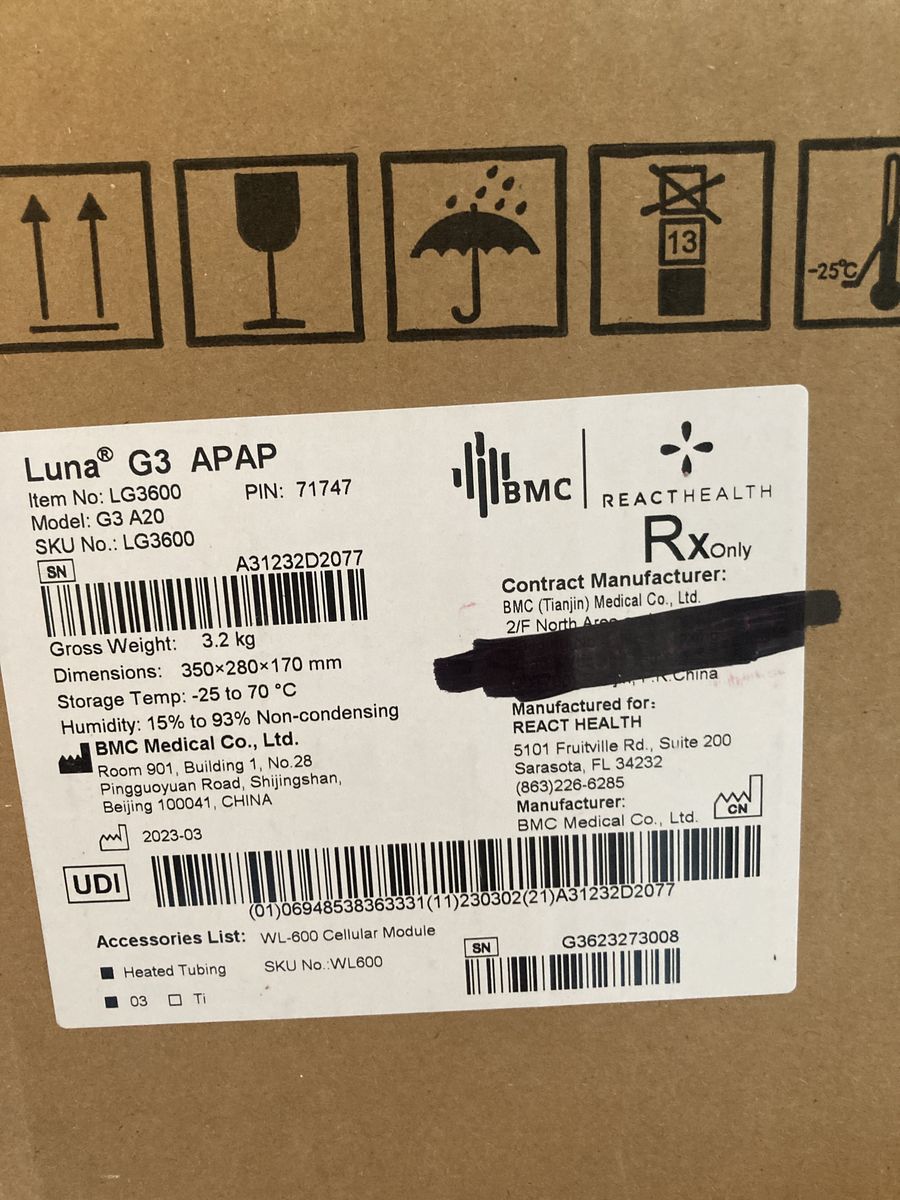 13
-25°C
Luna® G3 APAP
Item No: LG3600
PIN: 71747
Model: G3 A20
SKU No.: LG3600
SN
A31232D2077
Gross Weight: 3.2 kg
Dimensions: 350×280×170 mm
Storage Temp: -25 to 70 °C
Humidity: 15% to 93% Non-condensing
BMC Medical Co., Ltd.
Room 901, Building 1, No.28
Pingguoyuan Road, Shijingshan,
Beijing 100041, CHINA
2023-03
BMC
REACTHEALTH
Rx Only
Contract Manufacturer:
BMC (Tianjin) Medical Co., Ltd.
2/F North
China
Manufactured for:
REACT HEALTH
5101 Fruitville Rd., Suite 200
Sarasota, FL 34232
(863)226-6285
Manufacturer:
BMC Medical Co., Ltd.
CN
UDI
(01)06948538363331(11)230302(21)A31232D2077
Accessories List: WL-600 Cellular Module
Heated Tubing
SKU No.:WL600
03 Ti
SN
G3623273008